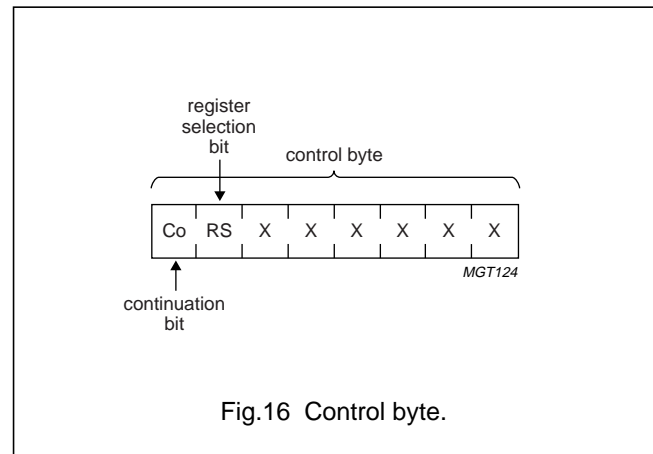 register
selection
bit
control byte
Co RS X X X X X X
MGT124
continuation
bit
Fig.16 Control byte.